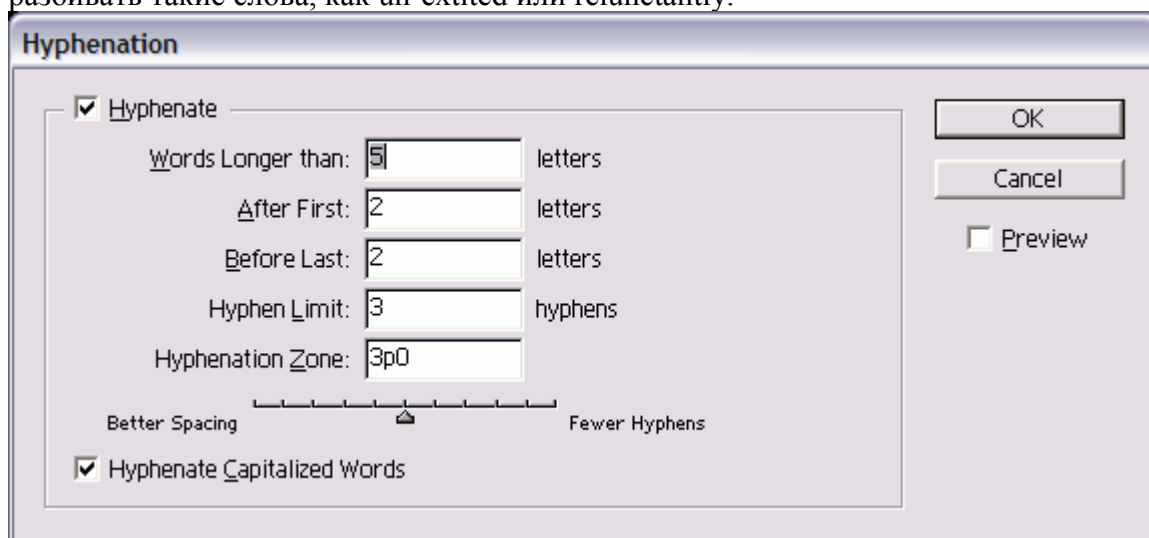 разбивать такие слова, как
Hyphenation
Hyphenate
Words Longer than: 5 letters
After First: 2 letters
Before Last: 2 letters
Hyphen Limit: 3 hyphens
Hyphenation Zone: 3p0
Better Spacing Fewer Hyphens
Hyphenate Capitalized Words
OK
Cancel
Preview